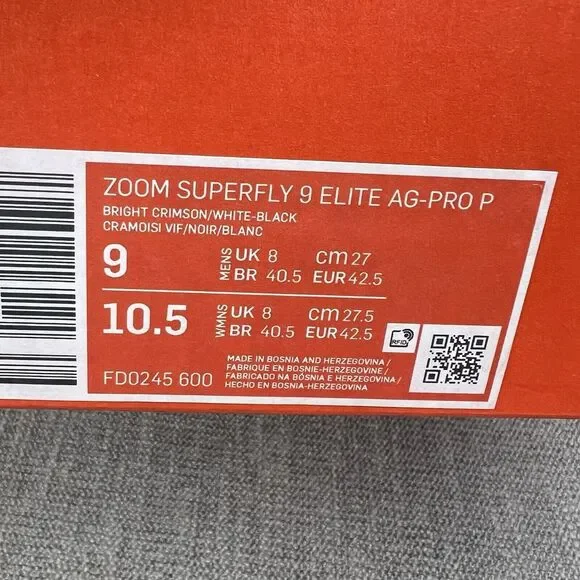 ZOOM SUPERFLY 9 ELITE AG-PRO P
BRIGHT CRIMSON/WHITE-BLACK
CRAMOISI VIF/NOIR/BLANC
9 MENS UK 8 cm 27
BR 40.5 EUR 42.5
10.5 WMNS UK 8 cm 27.5
BR 40.5 EUR 42.5
RFID
MADE IN BOSNIA AND HERZEGOVINA /
FABRIQUE EN BOSNIE-HERZEGOVINE /
FABRICADO NA BÓSNIA E HERZEGOVINA /
HECHO EN BOSNIA-HERZEGOVINA
FD0245 600